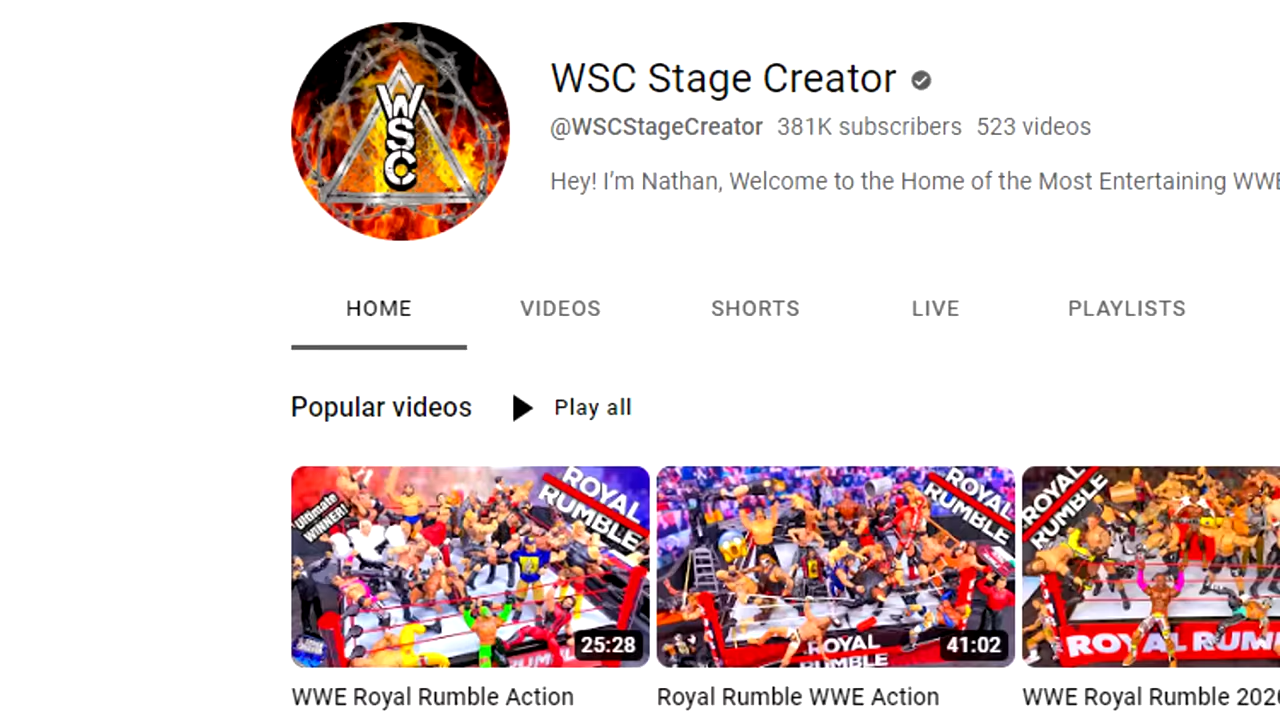 WSC
WSC Stage Creator
@WSCStageCreator 381K subscribers 523 videos
Hey! I'm Nathan, Welcome to the Home of the Most Entertaining WWE
HOME VIDEOS SHORTS LIVE PLAYLISTS
Popular videos Play all
Ultimate
WINNER!
ROYAL
RUMBLE
25:28
ROYAL
RUMBLE
ROYAL
RUMBLE
41:02
ROYAL
RUMBLE
ROYAL RUM
WWE Royal Rumble Action
Royal Rumble WWE Action
WWE Royal Rumble 202